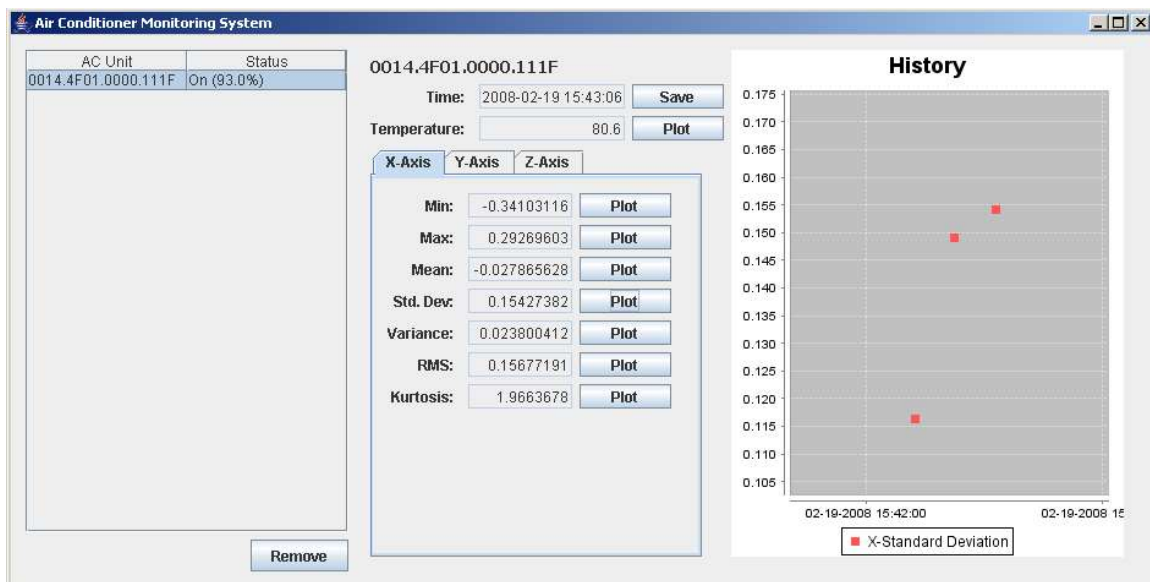 Air Conditioner Monitoring System
AC Unit Status
0014.4F01.0000.111F On (93.0%)
Remove
0014.4F01.0000.111F
Time: 2008-02-19 15:43:06 Save
Temperature: 80.6 Plot
X-Axis Y-Axis Z-Axis
Min: -0.34103116 Plot
Max: 0.29269603 Plot
Mean: -0.027865628 Plot
Std. Dev: 0.15427382 Plot
Variance: 0.023800412 Plot
RMS: 0.15677191 Plot
Kurtosis: 1.9663678 Plot
History
0.175
0.170
0.165
0.160
0.155
0.150
0.145
0.140
0.135
0.130
0.125
0.120
0.115
0.110
0.105
02-19-2008 15:42:00 02-19-2008 15
X-Standard Deviation